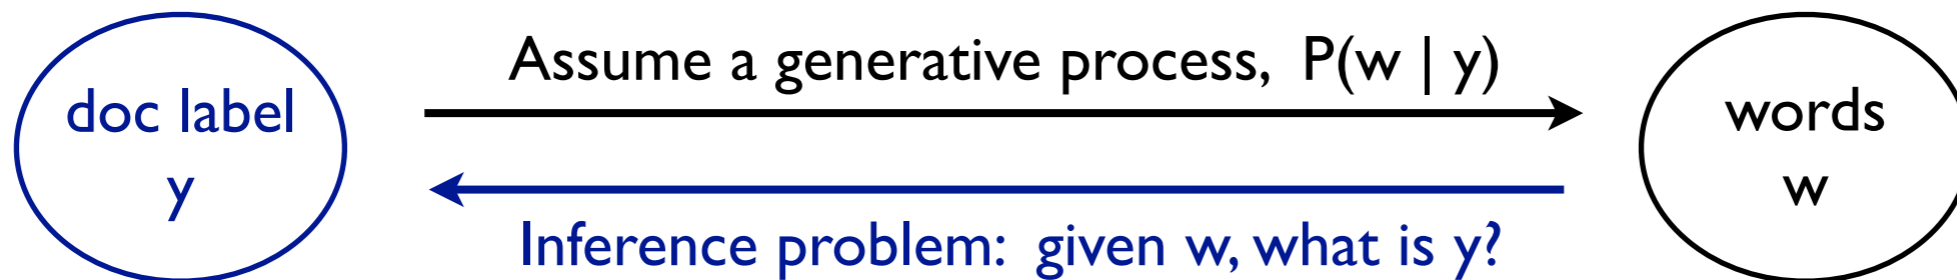 doc label
y
Assume a generative process, P(w | y)
Inference problem: given w, what is y?
words
w